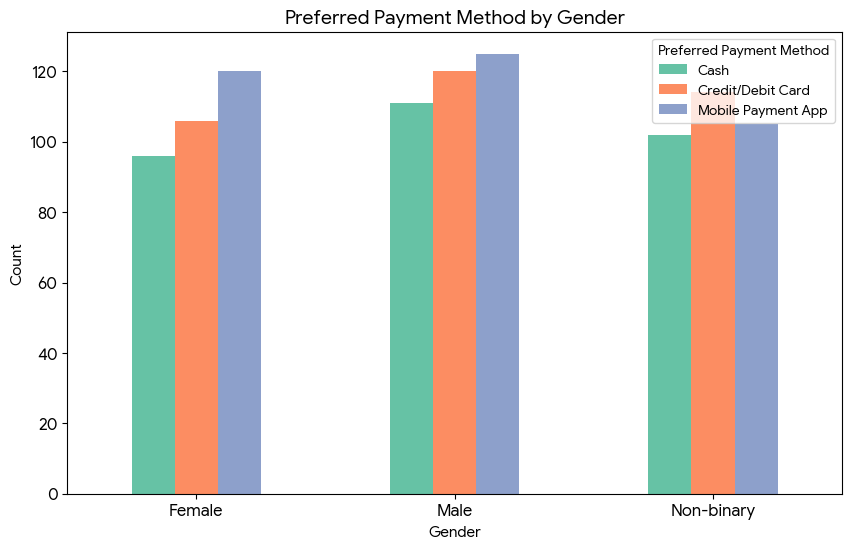 Preferred Payment Method by Gender
Preferred Payment Method
Cash
Credit/Debit Card
Mobile Payment App
120
100
80
60
40
20
0
Count
Female
Male
Non-binary
Gender